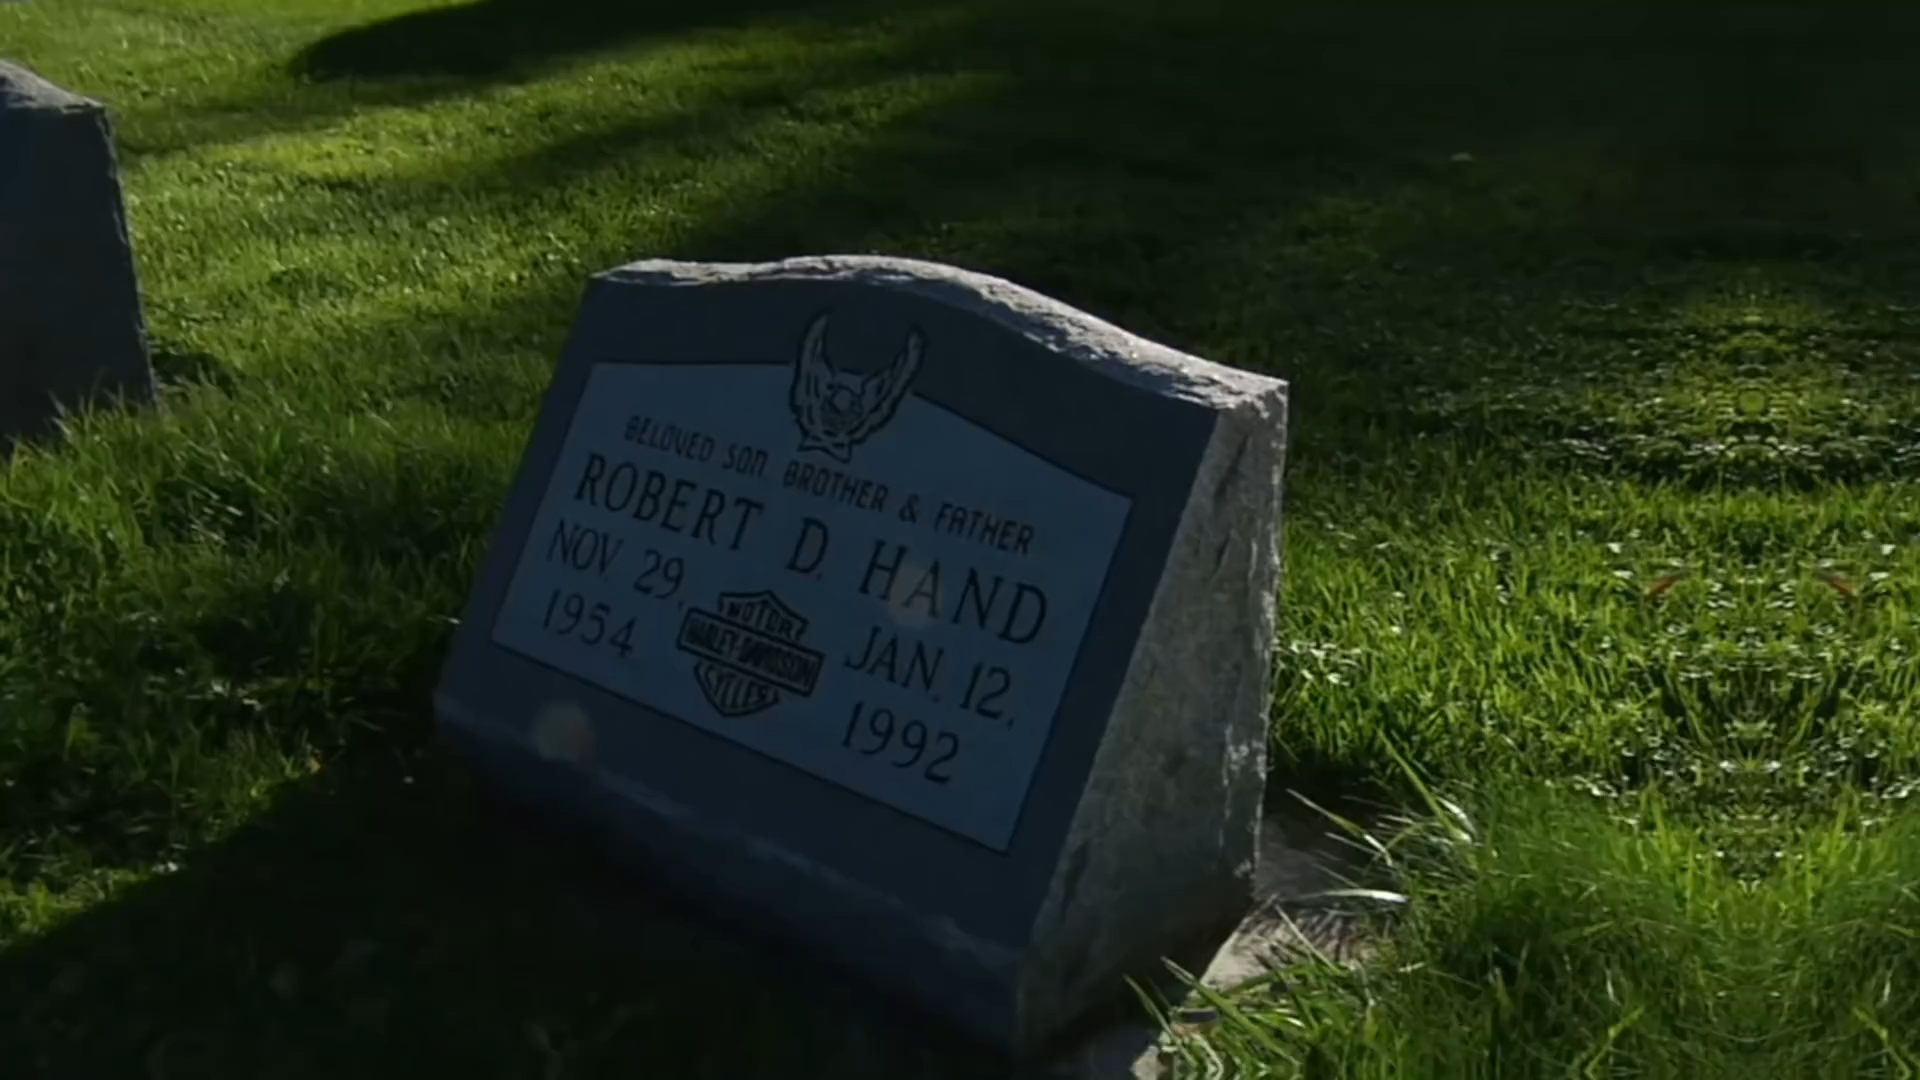 BELOVED SON BROTHER & FATHER
ROBERT D. HAND
NOV. 29, 1954
MOTOR
HARLEY-DAVIDSON
CYCLES
JAN. 12, 1992